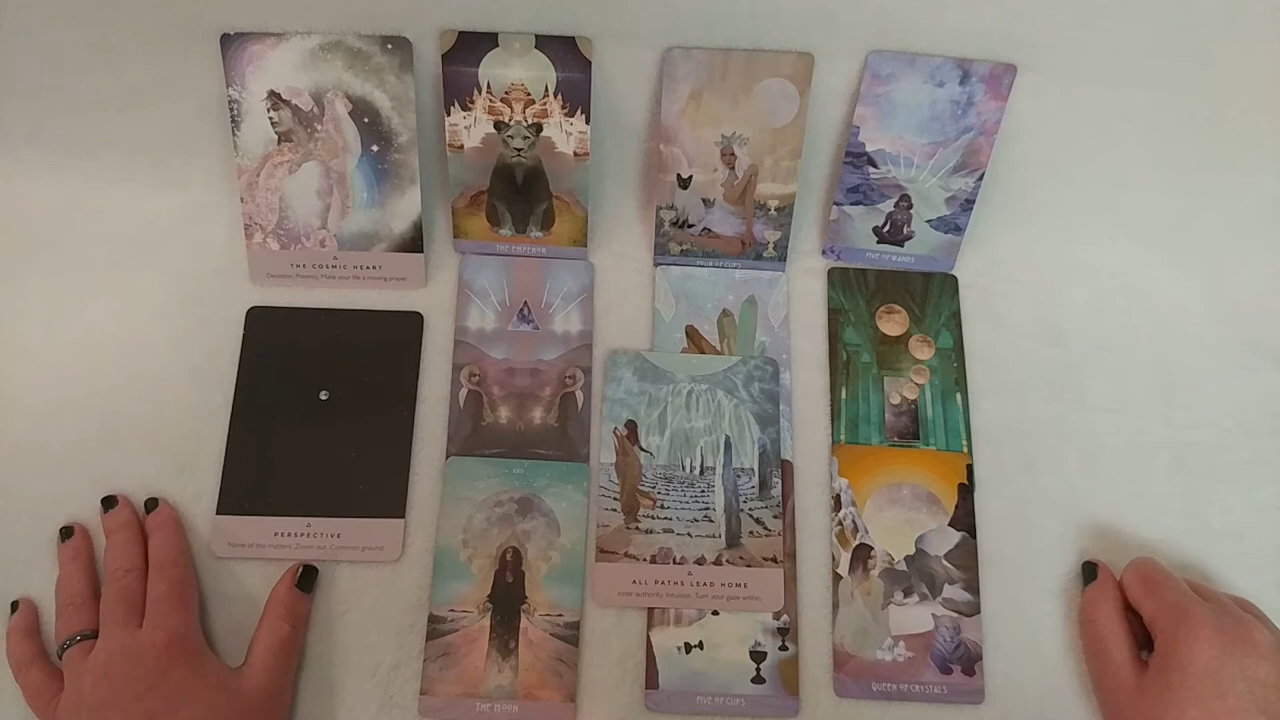 THE COSMIC HEART
Devotion. Potency. Make your life a moving prayer.
THE EMPEROR
FOUR OF CUPS
FIVE OF WANDS
PERSPECTIVE
None of this matters. Zoom out. Common ground.
ALL PATHS LEAD HOME
Inner authority. Intuition. Turn your gaze within.
THE MOON
FIVE OF CUPS
QUEEN OF CRYSTALS